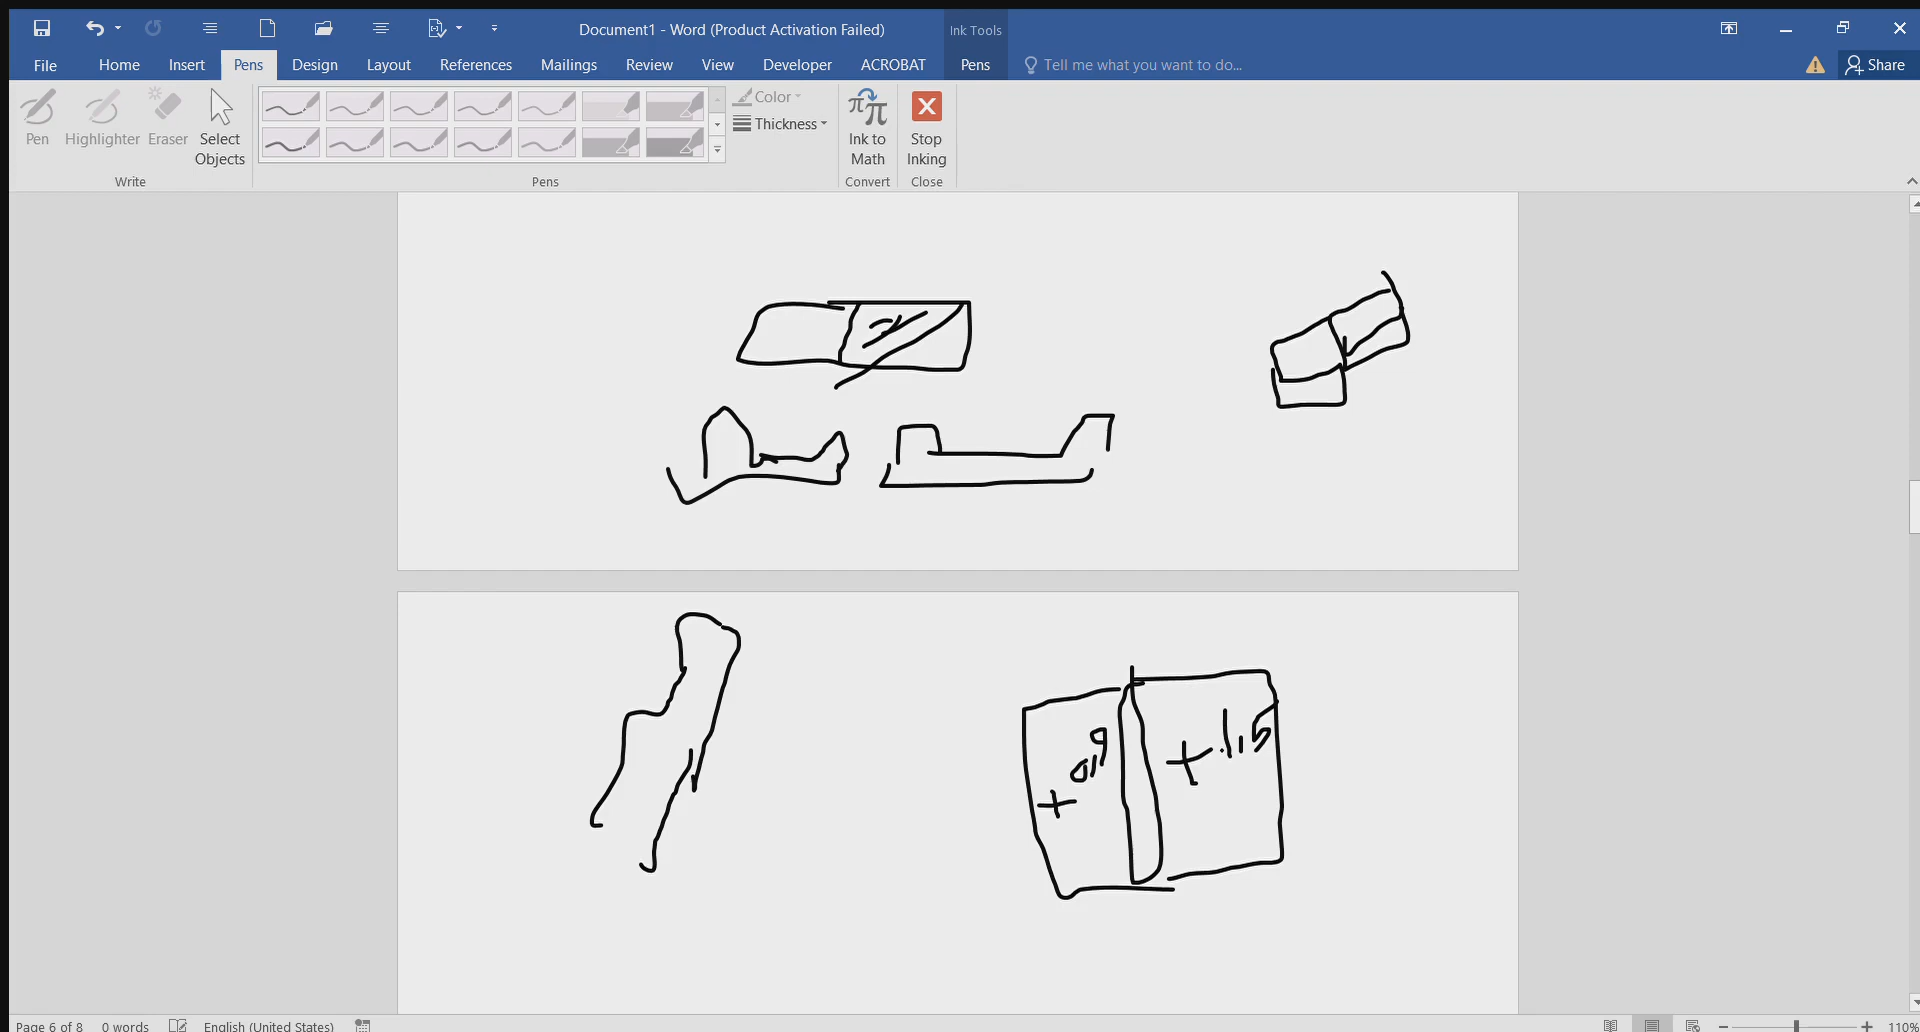 Document1 - Word (Product Activation Failed)
Ink Tools
File
Home
Insert
Pens
Design
Layout
References
Mailings
Review
View
Developer
ACROBAT
Pens
Tell me what you want to do...
Share
Pen
Highlighter
Eraser
Select
Objects
Color
Thickness
Ink to
Math
Stop
Inking
Write
Pens
Convert
Close
Page 6 of 8
0 words
English (United States)
110%